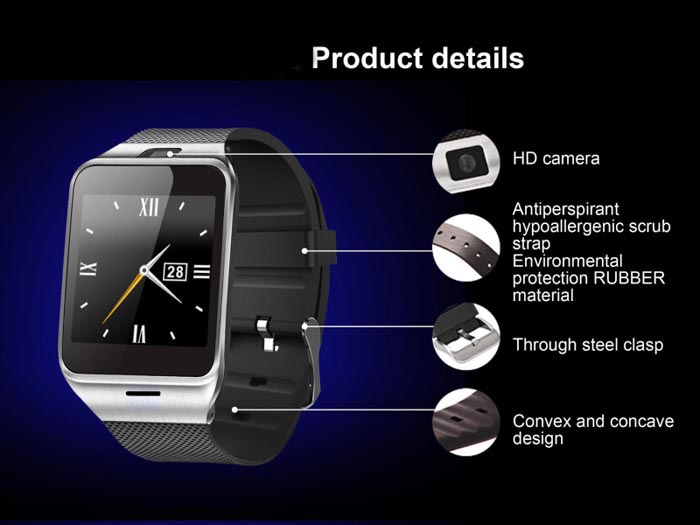 Product details
HD camera
Antiperspirant
hypoallergenic scrub
strap
Environmental
protection RUBBER
material
Through steel clasp
Convex and concave
design
XII
IX
28
VI